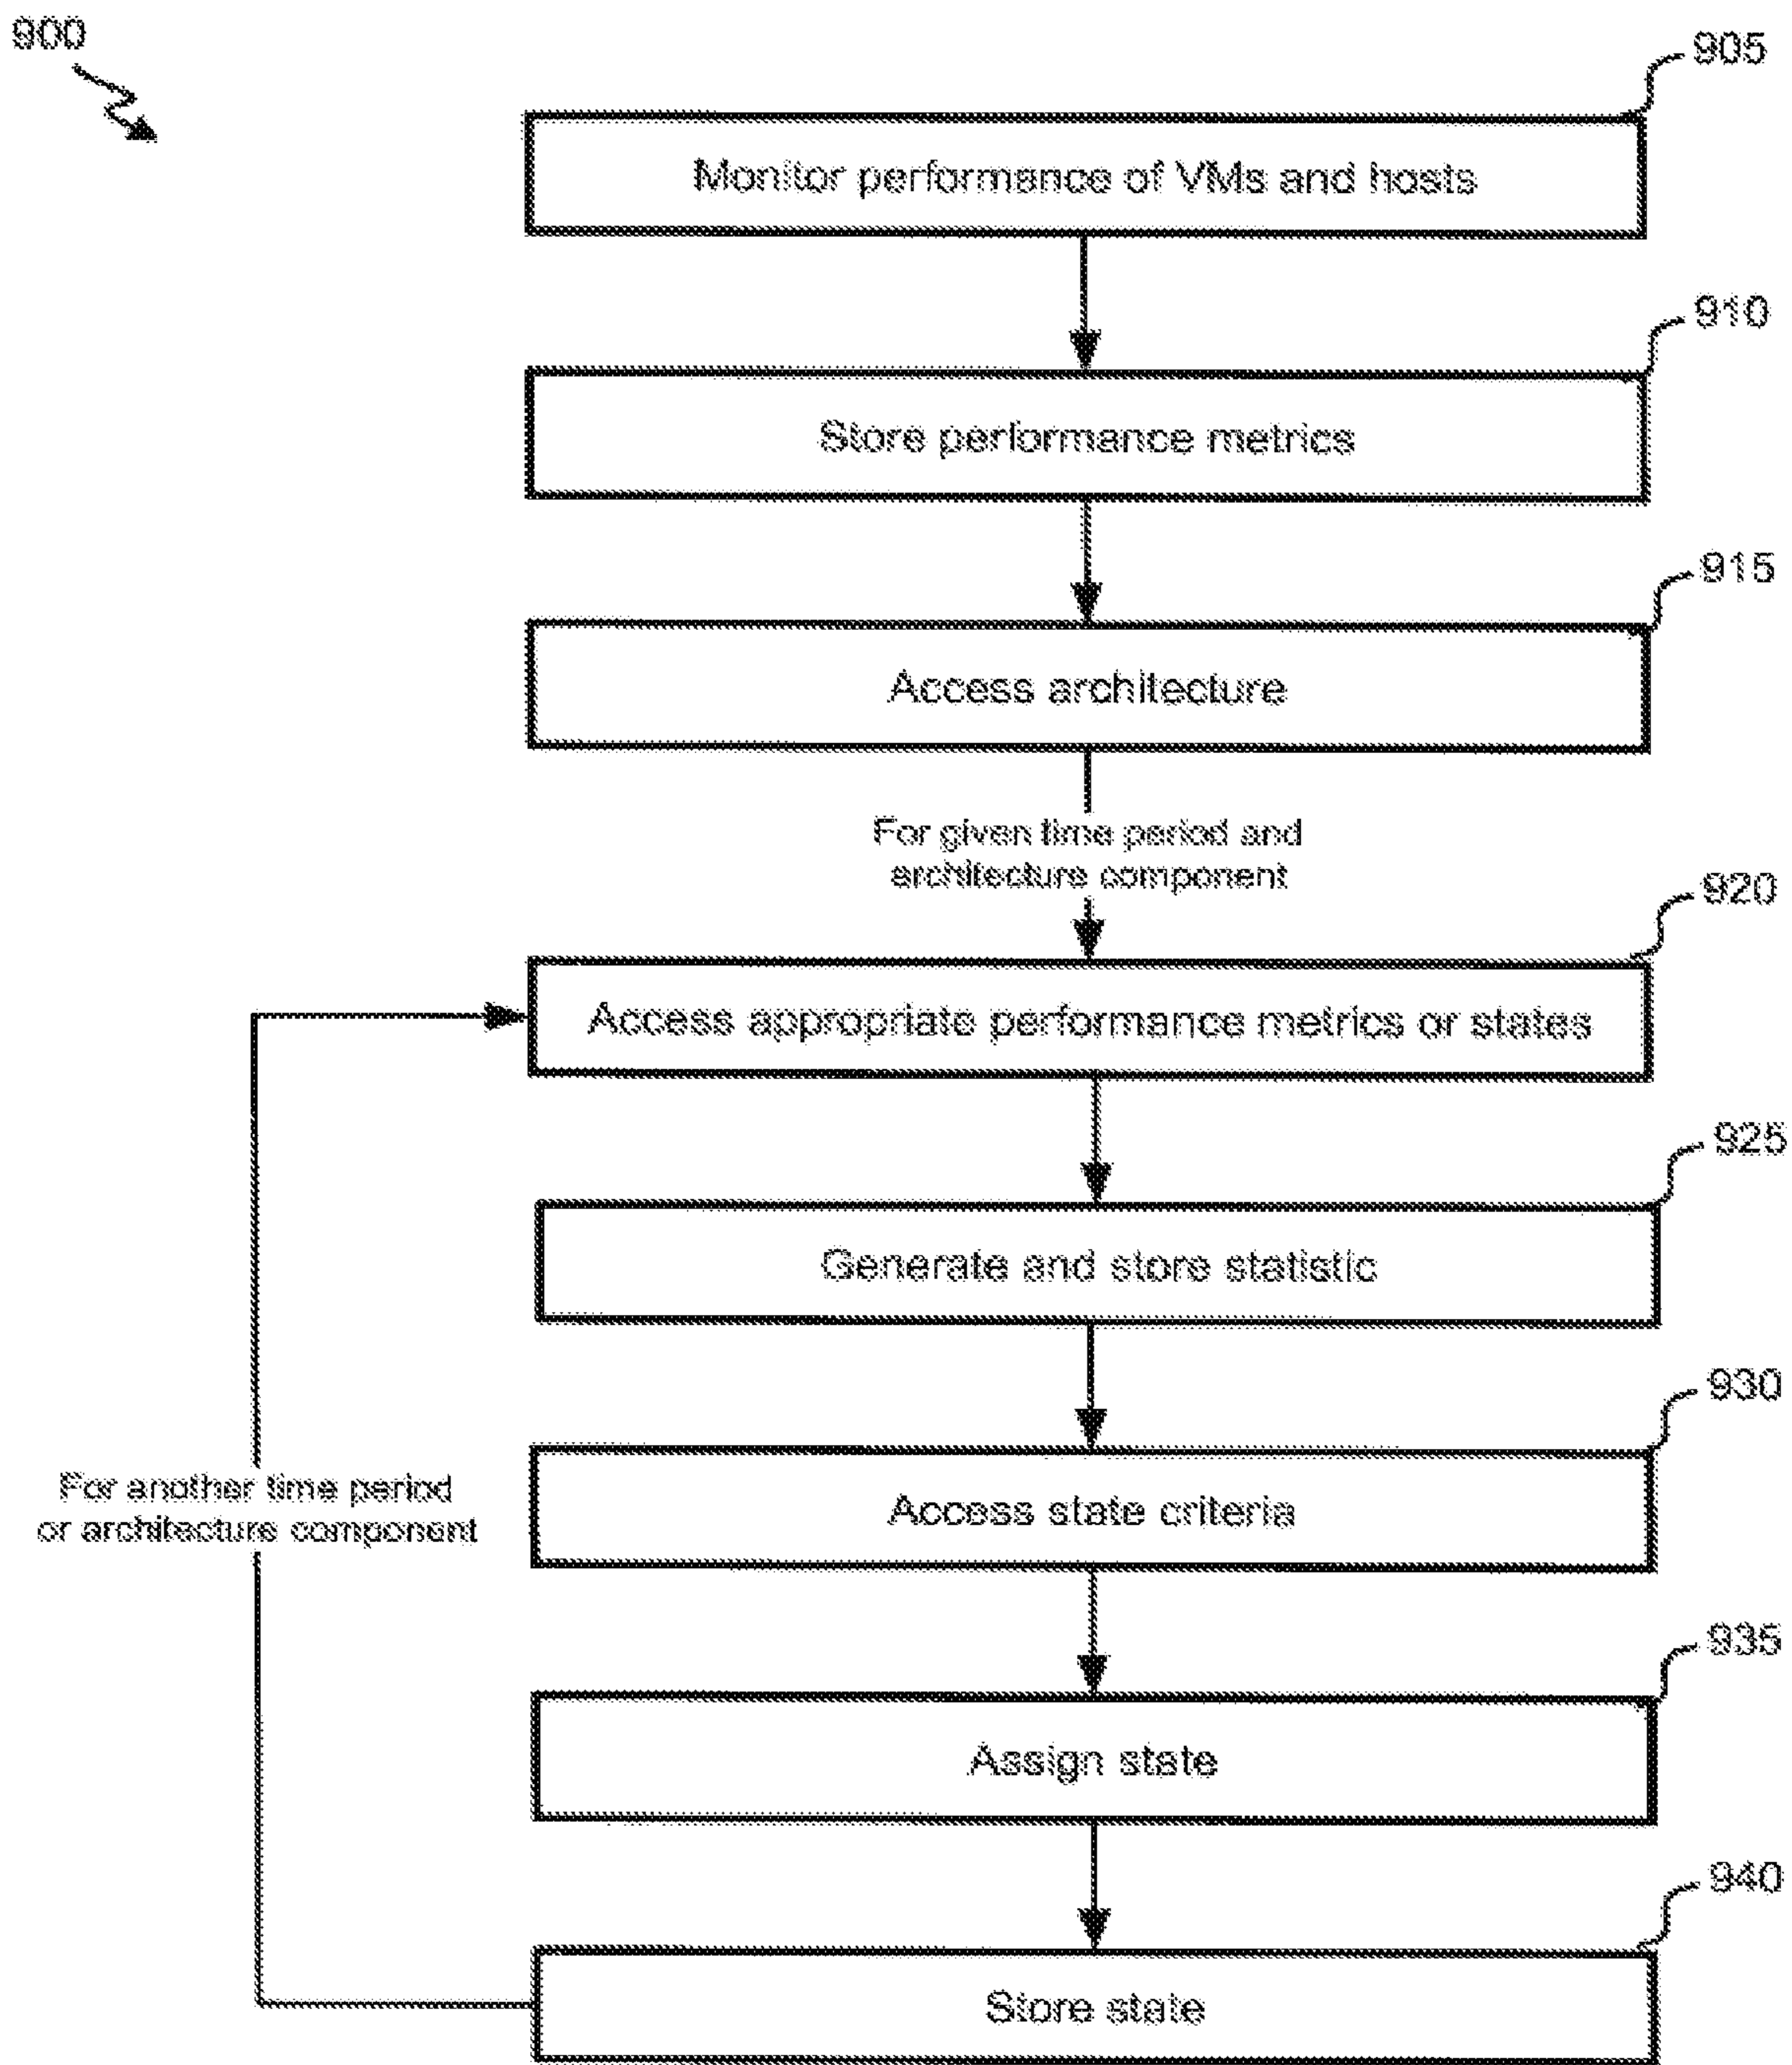 900
905
Monitor performance of VMs and hosts
910
Store performance metrics
915
Access architecture
For given time period and
architecture component
920
Access appropriate performance metrics or states
925
Generate and store statistic
930
Access state criteria
For another time period
or architecture component
935
Assign state
940
Store state